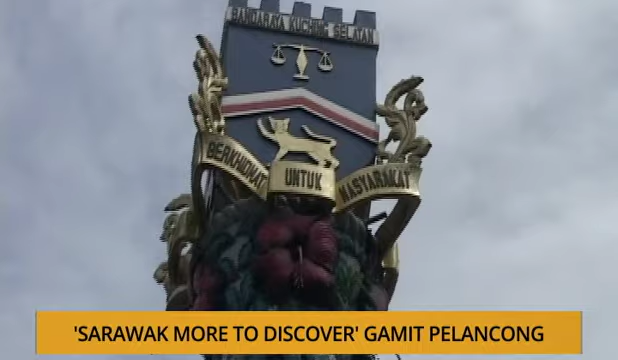 BANDARAYA KUCHING SELATAN
BERKHIDMAT UNTUK MASYARAKAT
'SARAWAK MORE TO DISCOVER' GAMIT PELANCONG